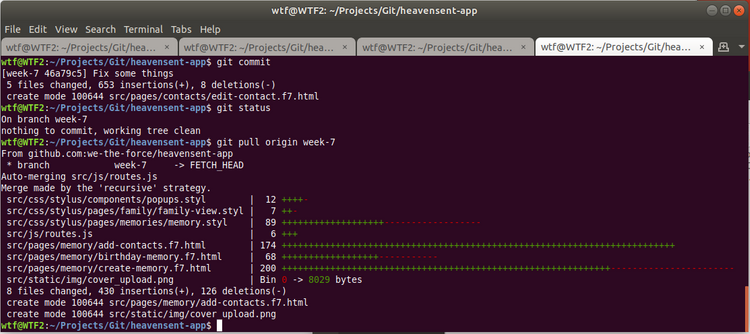 wtf@WTF2: ~/Projects/Git/heavensent-app
File Edit View Search Terminal Tabs Help
wtf@WTF2: ~/Projects/Git/hea... × wtf@WTF2: ~/Projects/Git/hea... × wtf@WTF2: ~/Projects/Git/hea... × wtf@WTF2: ~/Projects/Git/hea... ×
wtf@WTF2:~/Projects/Git/heavensent-app$ git commit
[week-7 46a79c5] Fix some things
5 files changed, 653 insertions(+), 8 deletions(-)
create mode 100644 src/pages/contacts/edit-contact.f7.html
wtf@WTF2:~/Projects/Git/heavensent-app$ git status
On branch week-7
nothing to commit, working tree clean
wtf@WTF2:~/Projects/Git/heavensent-app$ git pull origin week-7
From github.com:we-the-force/heavensent-app
* branch week-7 -> FETCH_HEAD
Auto-merging src/js/routes.js
Merge made by the 'recursive' strategy.
src/css/stylus/components/popups.styl | 12 ++++-
src/css/stylus/pages/family/family-view.styl | 7 ++-
src/css/stylus/pages/memories/memory.styl | 89 +++++++++++++++++++-----------------
src/js/routes.js | 6 +++
src/pages/memory/add-contacts.f7.html | 174 +++++++++++++++++++++++++++++++++++++++++++++++++++++++++++++++++++++++++
src/pages/memory/birthday-memory.f7.html | 68 ++++++++++++++++++-----------
src/pages/memory/create-memory.f7.html | 200 +++++++++++++++++++++++++++++++++++++++++++++++++++++++++++++-----------------------
src/static/img/cover_upload.png | Bin 0 -> 8029 bytes
8 files changed, 430 insertions(+), 126 deletions(-)
create mode 100644 src/pages/memory/add-contacts.f7.html
create mode 100644 src/static/img/cover_upload.png
wtf@WTF2:~/Projects/Git/heavensent-app$